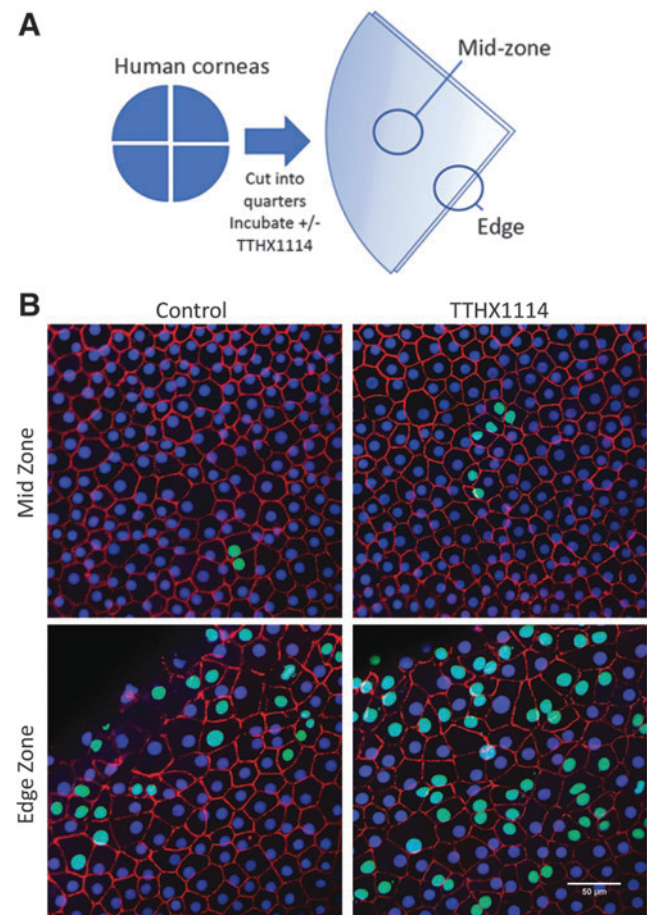 A
Human corneas
Cut into
quarters
Incubate +/-
TTHX1114
Mid-zone
Edge
B
Control
TTHX1114
Mid Zone
Edge Zone
50 µm